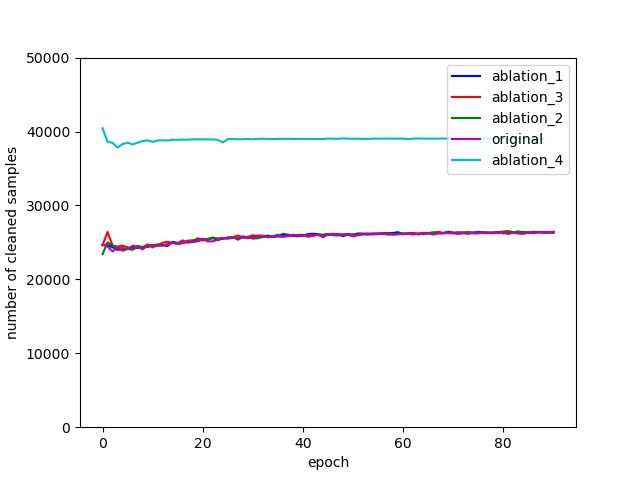 50000
40000
30000
20000
10000
0
number of cleaned samples
ablation_1
ablation_3
ablation_2
original
ablation_4
0 20 40 60 80
epoch